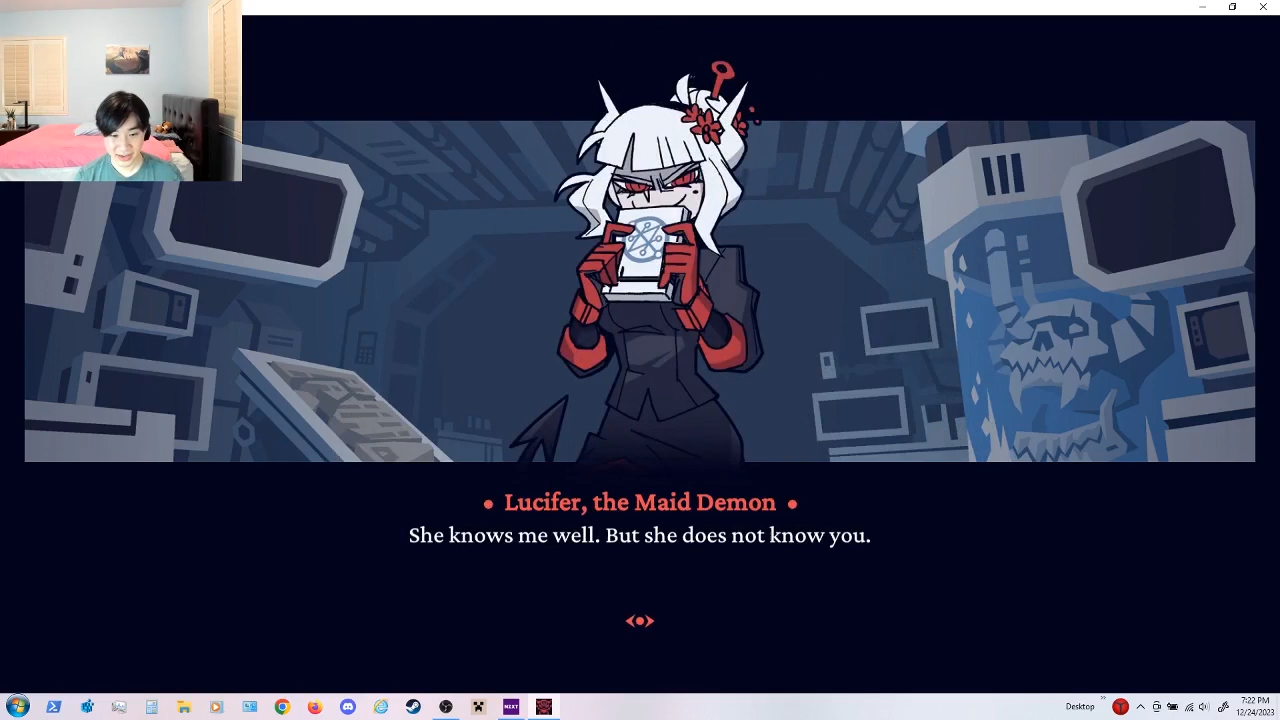 • Lucifer, the Maid Demon •
She knows me well. But she does not know you.
NEXT
Desktop
»
7:22 PM
12/24/2023